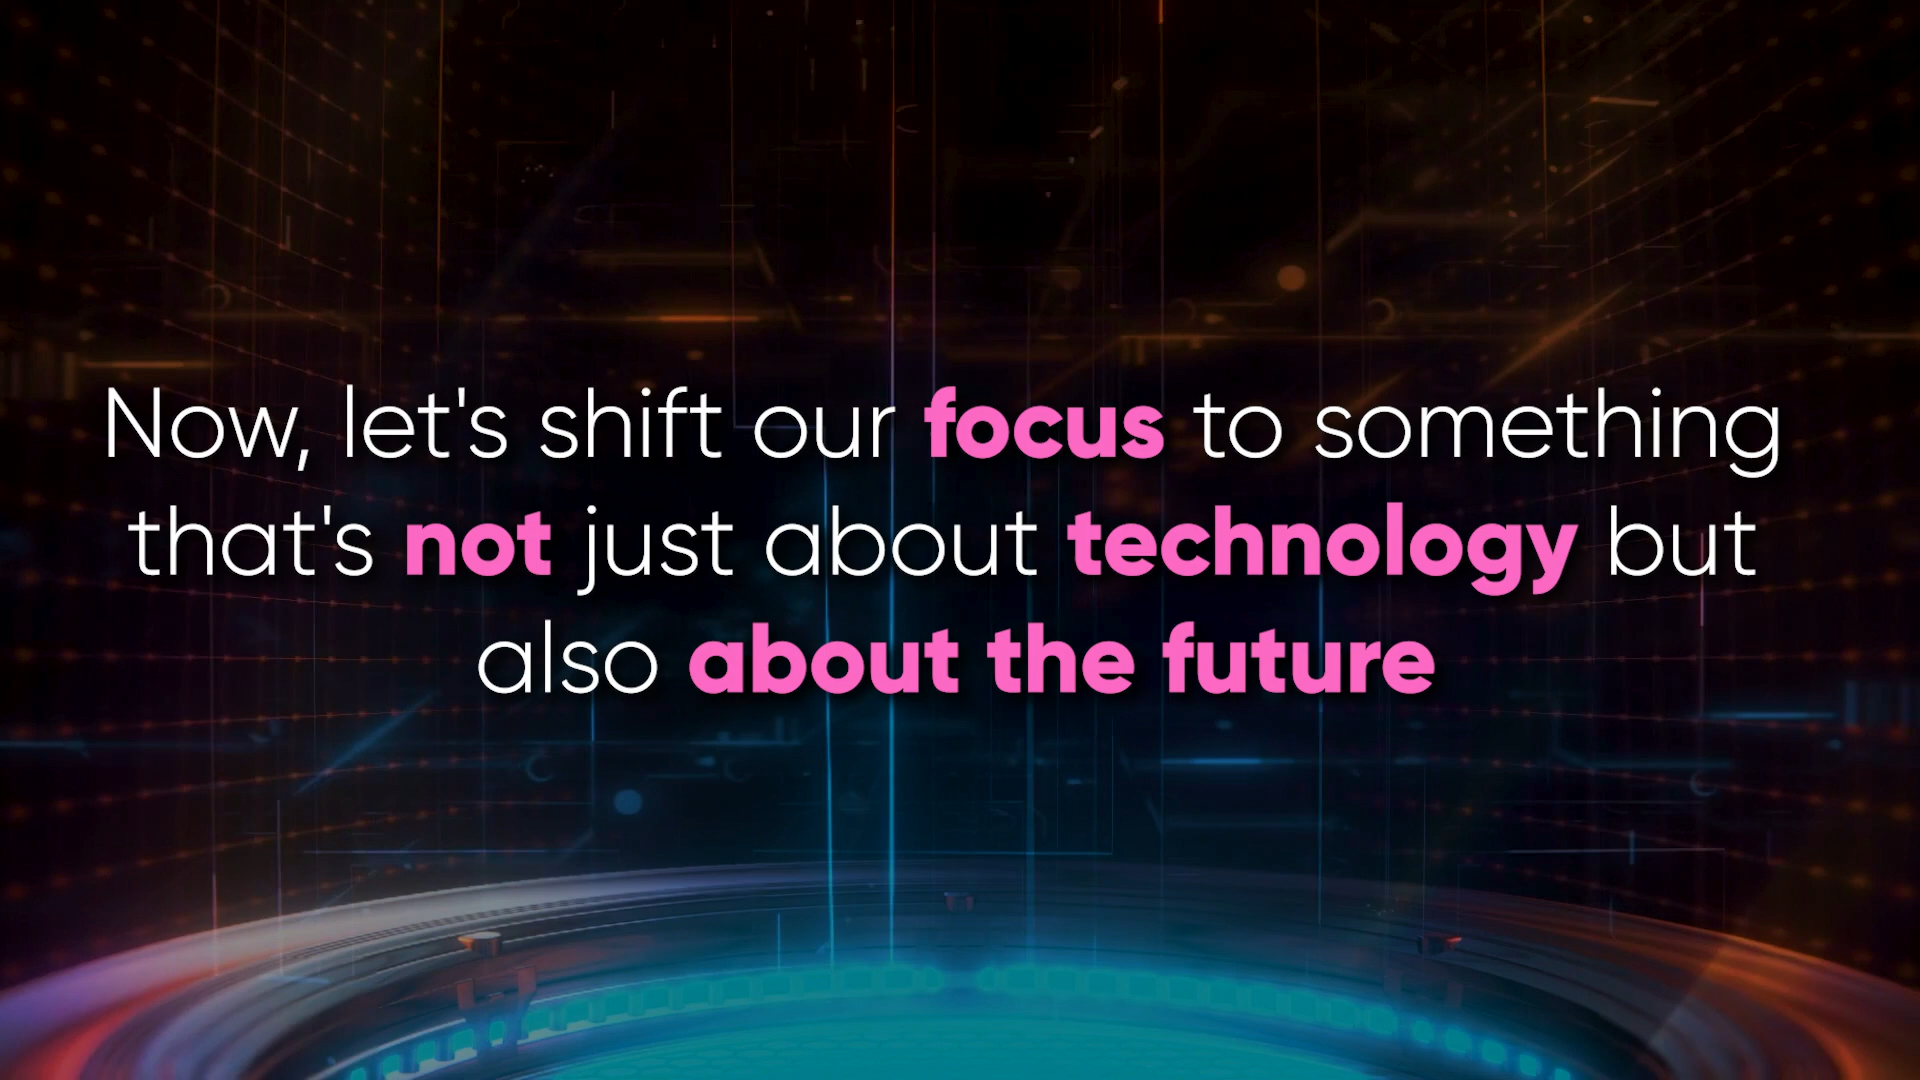 Now, let's shift our focus to something
that's not just about technology but
also about the future